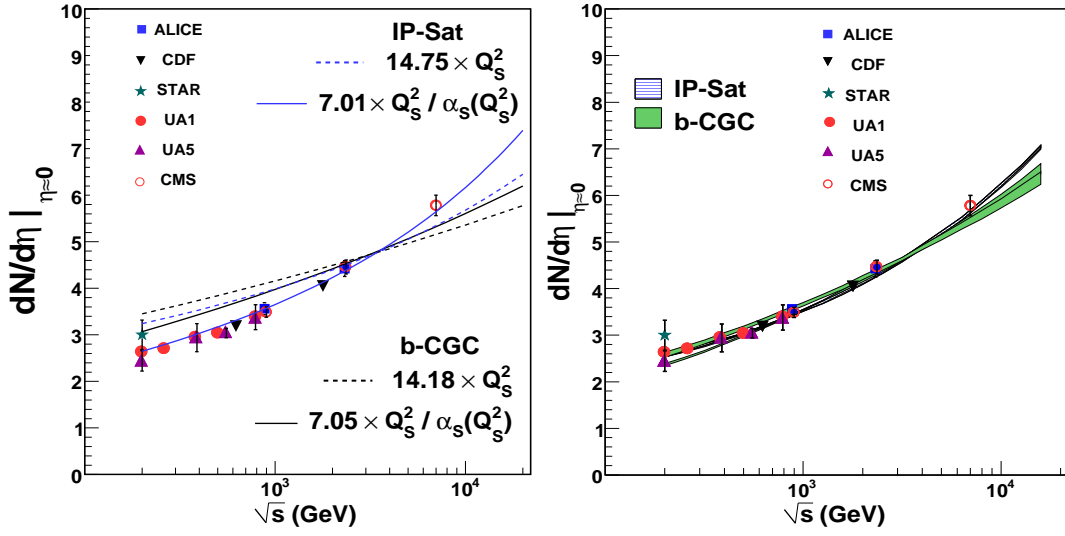 10
9
8
7
6
5
4
3
2
1
0
dN/dη|η≈0
ALICE
CDF
STAR
UA1
UA5
CMS
IP-Sat
14.75 × Q_S^2
7.01 × Q_S^2 / α_S(Q_S^2)
b-CGC
14.18 × Q_S^2
7.05 × Q_S^2 / α_S(Q_S^2)
10^3
10^4
√s (GeV)
10
9
8
7
6
5
4
3
2
1
0
dN/dη|η≈0
ALICE
CDF
STAR
UA1
UA5
CMS
IP-Sat
b-CGC
10^3
10^4
√s (GeV)